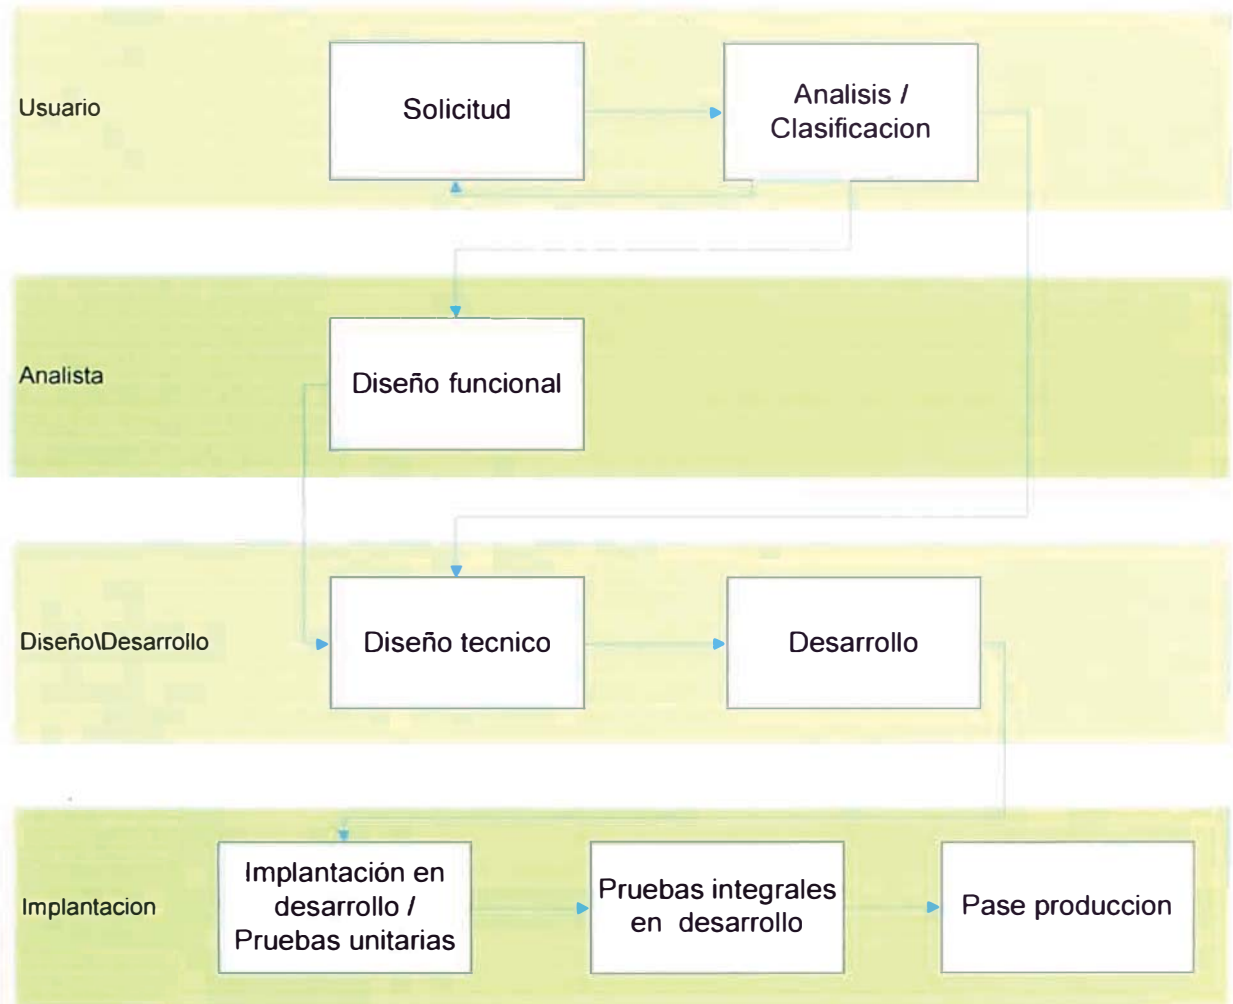 Usuario
Solicitud
Analisis /
Clasificacion
Analista
Diseño funcional
Diseño\Desarrollo
Diseño tecnico
Desarrollo
Implantacion
Implantación en
desarrollo /
Pruebas unitarias
Pruebas integrales
en desarrollo
Pase produccion